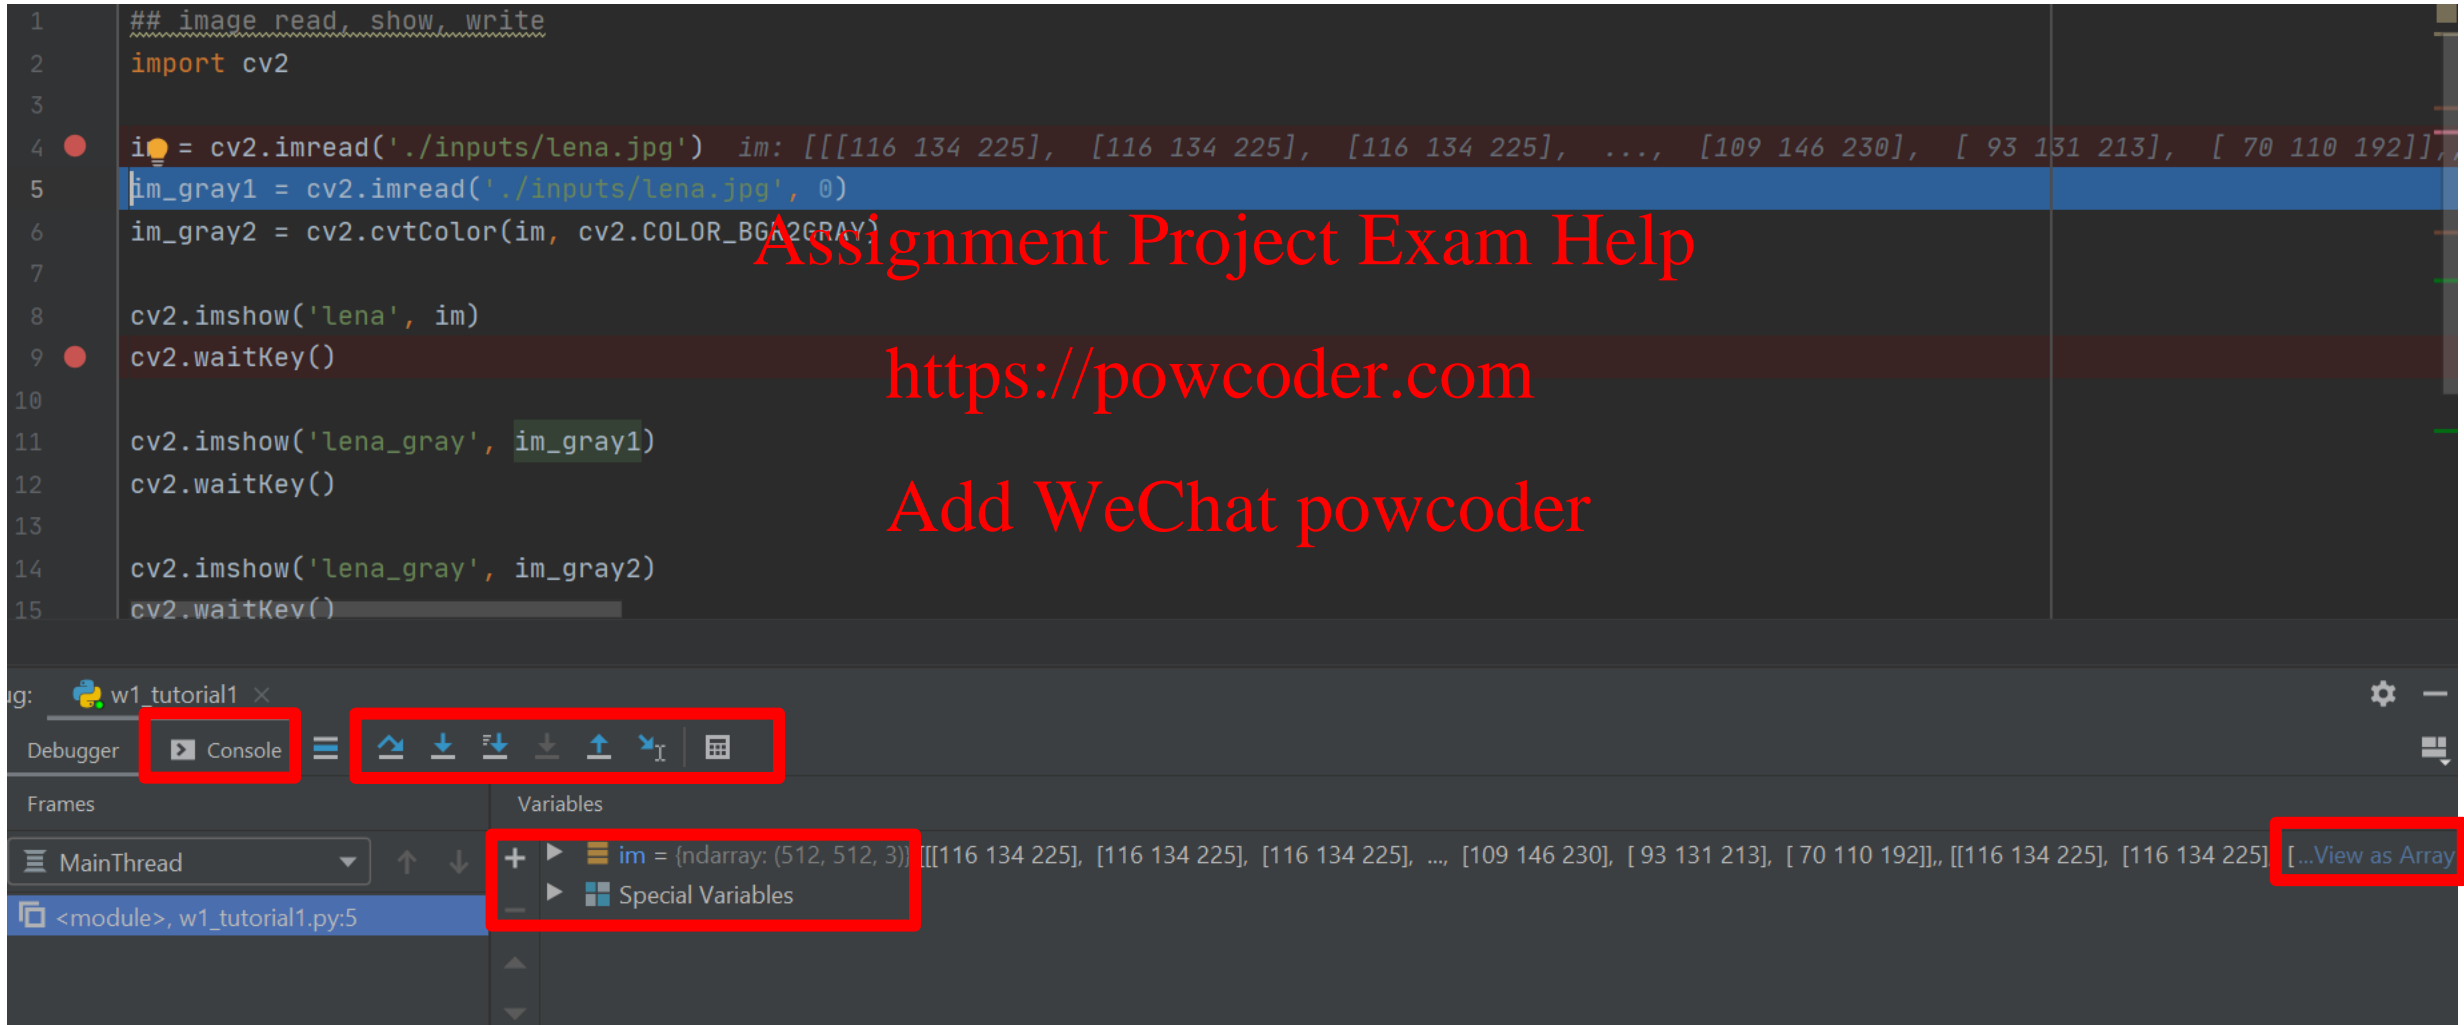 1 ## image read, show, write
2 import cv2
3
4 im = cv2.imread('./inputs/lena.jpg') im: [[[116 134 225], [116 134 225], [116 134 225], ..., [109 146 230], [ 93 131 213], [ 70 110 192]],,
5 im_gray1 = cv2.imread('./inputs/lena.jpg', 0)
6 im_gray2 = cv2.cvtColor(im, cv2.COLOR_BGR2GRAY)
Assignment Project Exam Help
7
8 cv2.imshow('lena', im)
9 cv2.waitKey()
https://powcoder.com
10
11 cv2.imshow('lena_gray', im_gray1)
12 cv2.waitKey()
Add WeChat powcoder
13
14 cv2.imshow('lena_gray', im_gray2)
15 cv2.waitKey()
ug: w1_tutorial1
Debugger Console
Frames Variables
MainThread
im = {ndarray: (512, 512, 3)} [[[116 134 225], [116 134 225], [116 134 225], ..., [109 146 230], [ 93 131 213], [ 70 110 192]],, [[116 134 225], [116 134 225], [...View as Array
Special Variables
<module>, w1_tutorial1.py:5